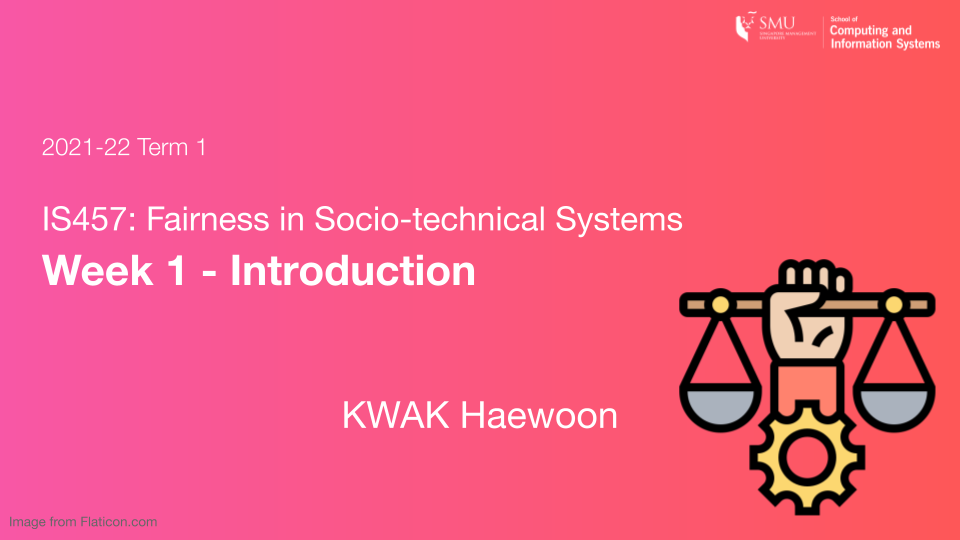 SMU
SINGAPORE MANAGEMENT
UNIVERSITY
School of
Computing and
Information Systems
2021-22 Term 1
IS457: Fairness in Socio-technical Systems
Week 1 - Introduction
KWAK Haewoon
Image from Flaticon.com